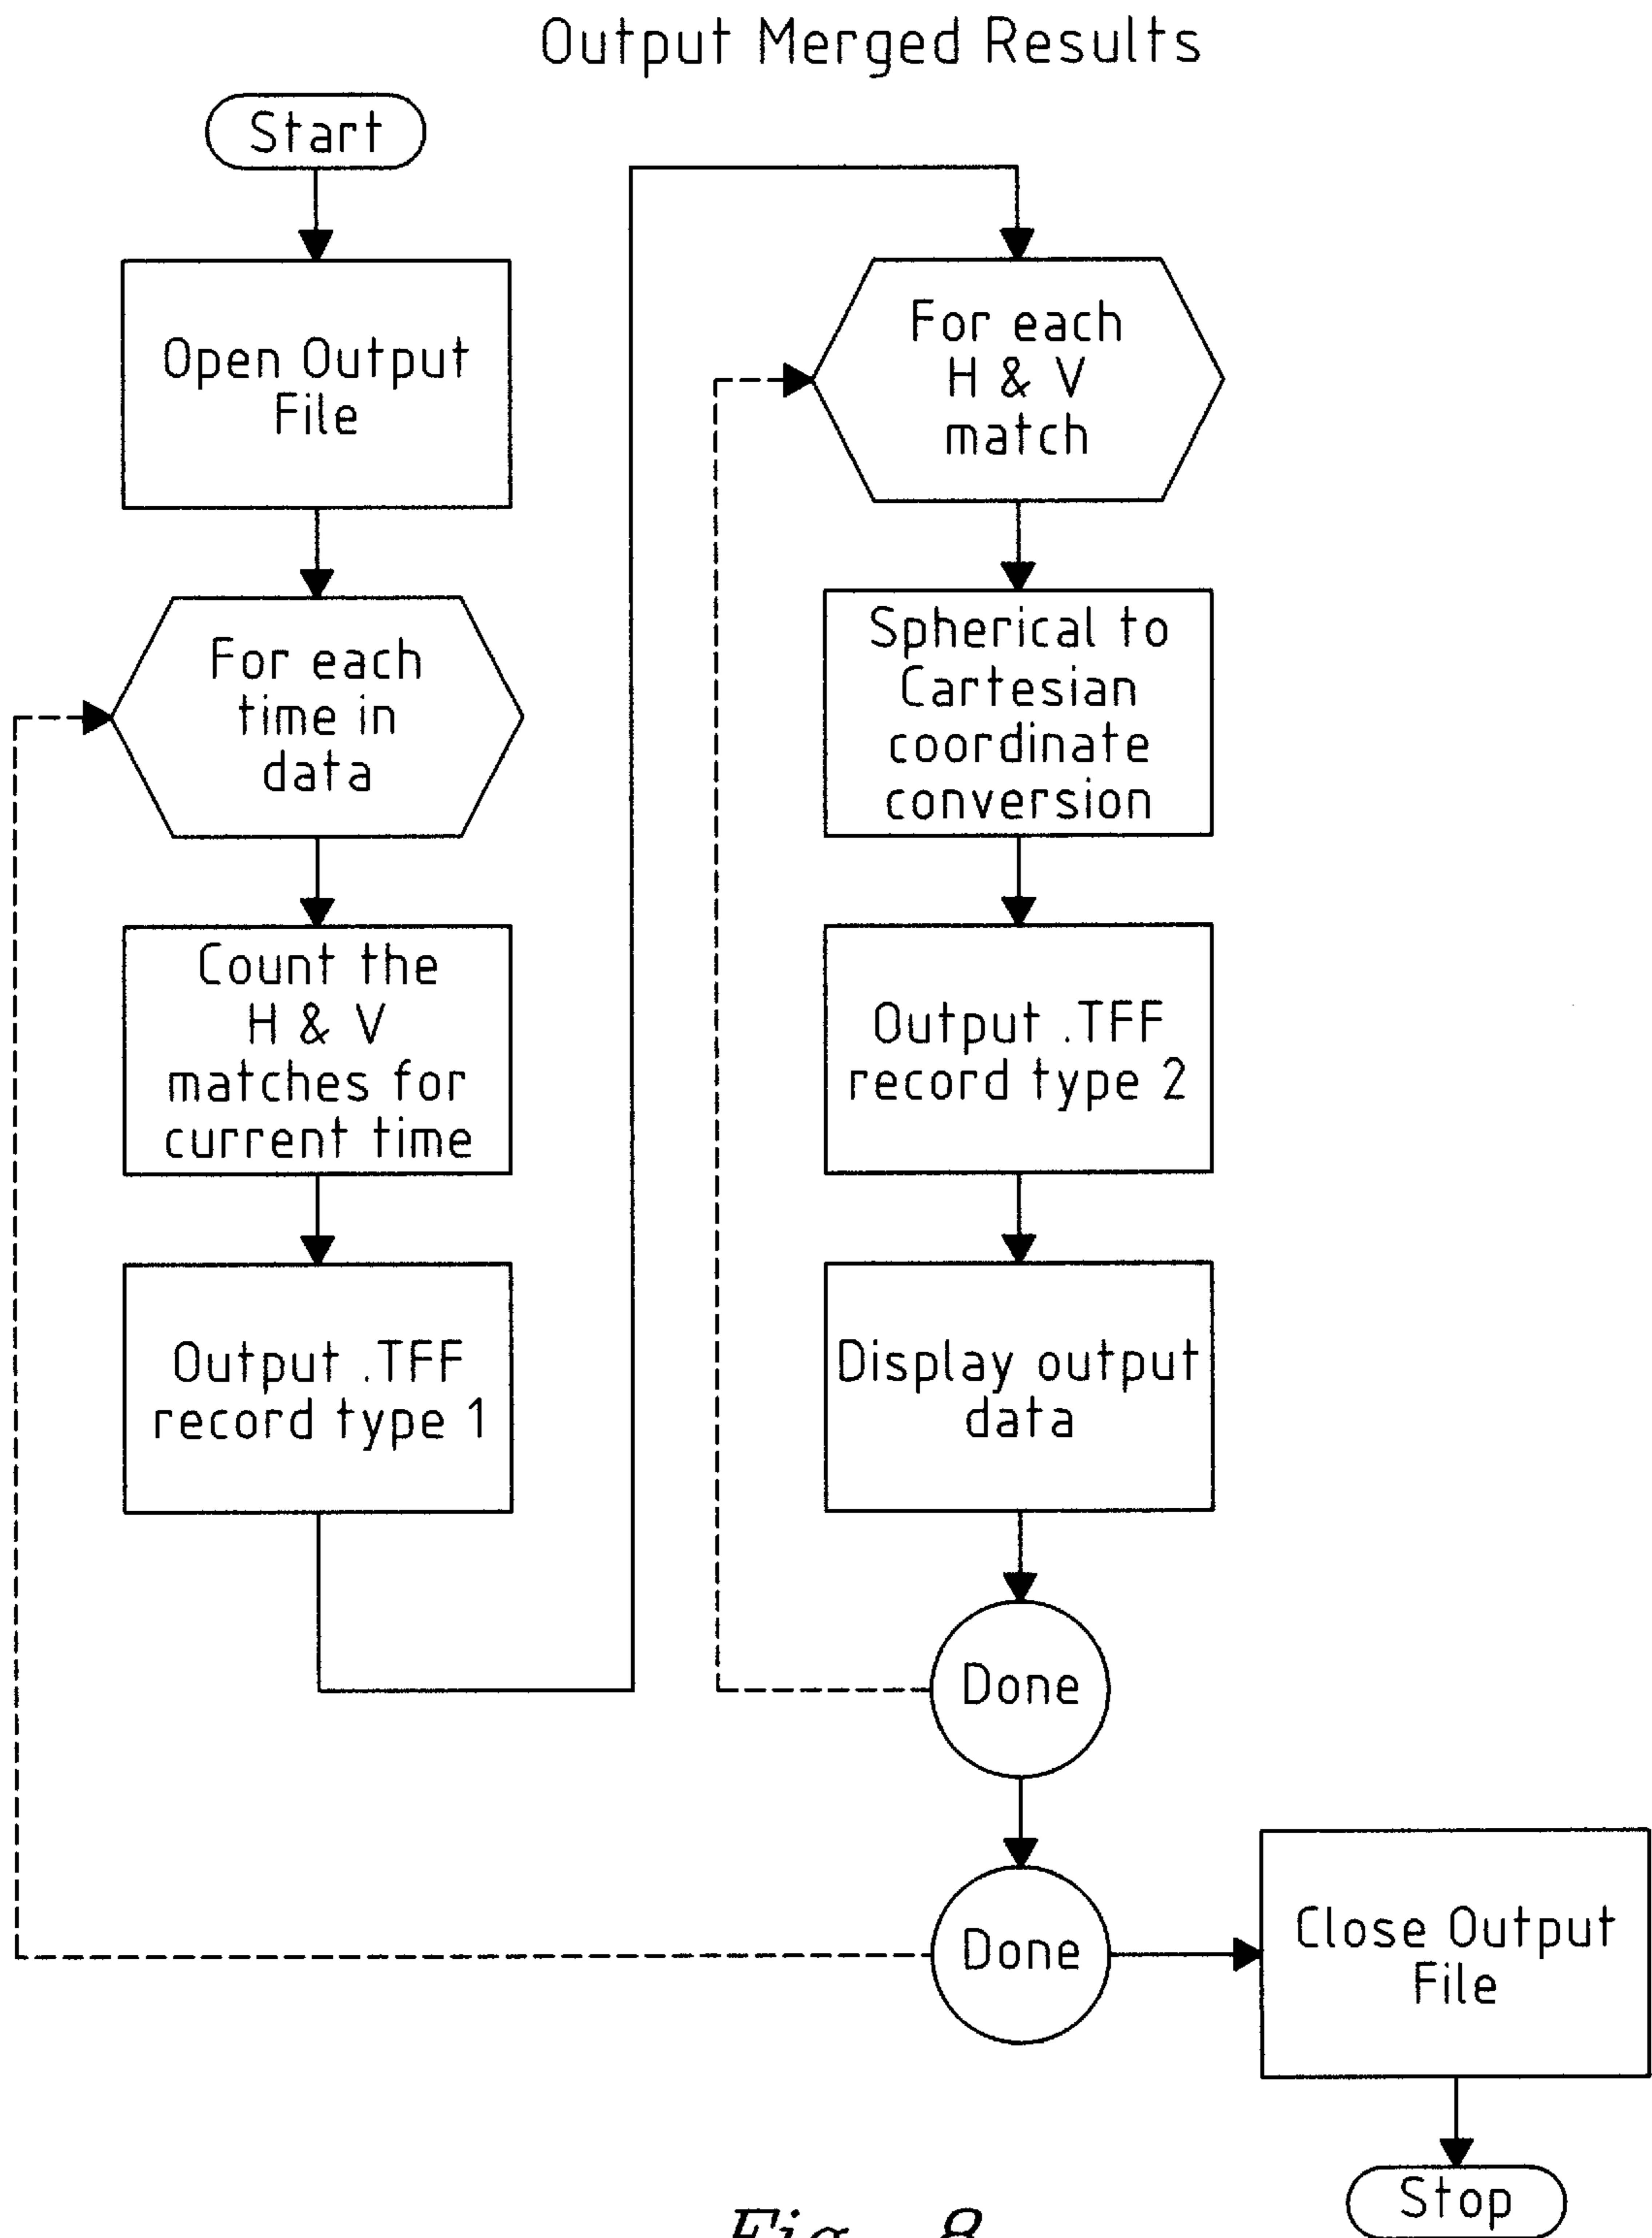 Output Merged Results
Start
Open Output
File
For each
time in
data
Count the
H & V
matches for
current time
Output .TFF
record type 1
For each
H & V
match
Spherical to
Cartesian
coordinate
conversion
Output .TFF
record type 2
Display output
data
Done
Done
Close Output
File
Stop
Fig. 8